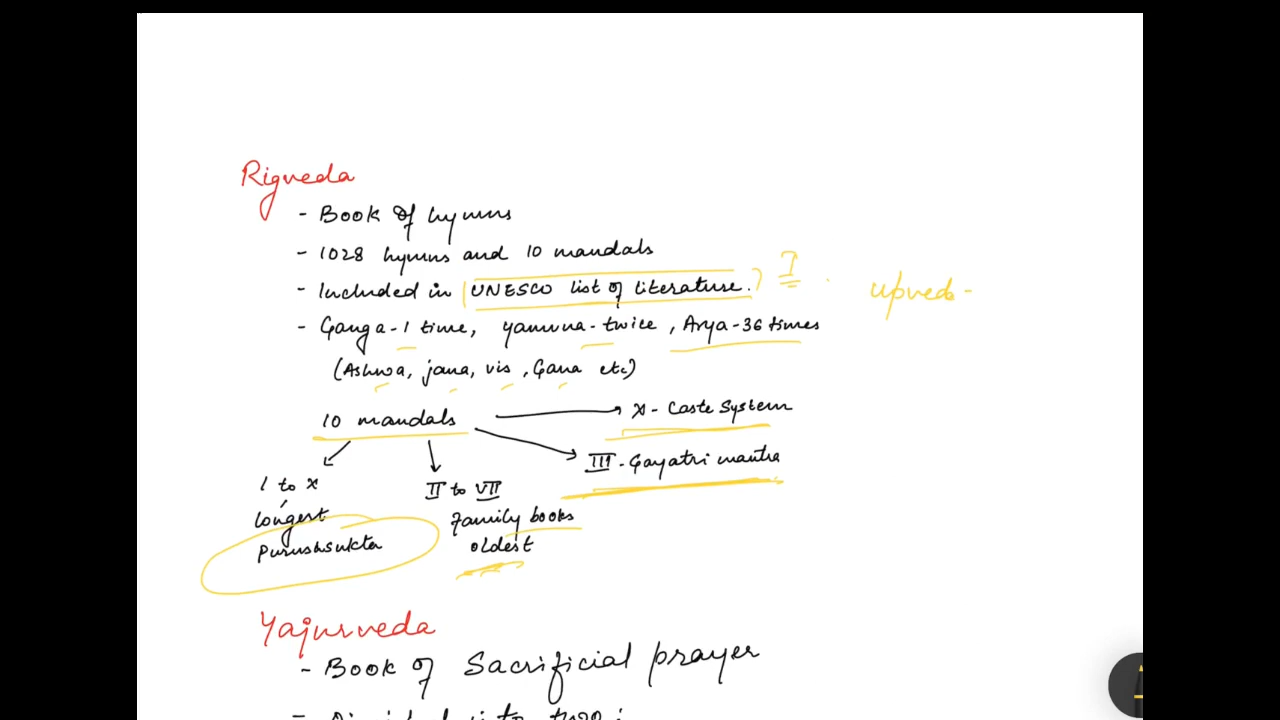 Rigveda
- Book of hymns
- 1028 hymns and 10 mandals
- Included in (UNESCO list of literature.) I
upveds -
- Ganga-1 time, yamuna-twice, Arya-36 times
(Ashwa, jana, vis, Gana etc)
10 mandals
X- Caste System
III - Gayatri mantra
1 to X
longest
Purushsukta
II to VII
Family books
oldest
Yajurveda
- Book of Sacrificial prayer